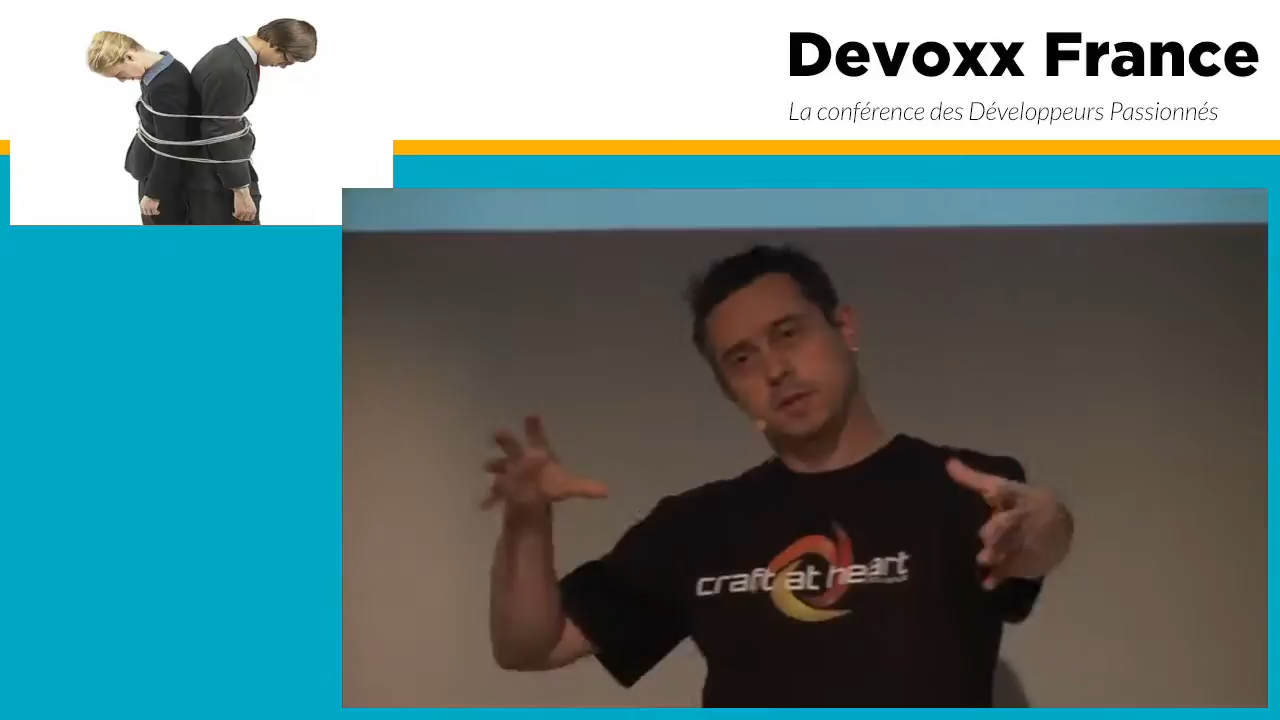 Devoxx France
La conférence des Développeurs Passionnés
craft at heart